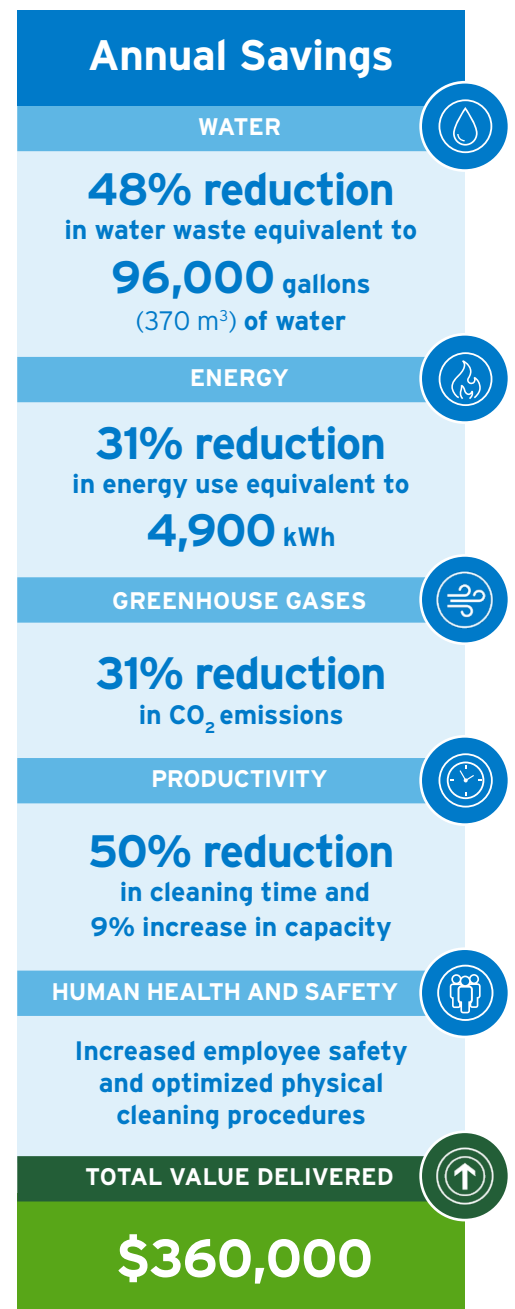 Annual Savings
WATER
48% reduction
in water waste equivalent to
96,000 gallons
(370 m³) of water
ENERGY
31% reduction
in energy use equivalent to
4,900 kWh
GREENHOUSE GASES
31% reduction
in CO₂ emissions
PRODUCTIVITY
50% reduction
in cleaning time and
9% increase in capacity
HUMAN HEALTH AND SAFETY
Increased employee safety
and optimized physical
cleaning procedures
TOTAL VALUE DELIVERED
$360,000